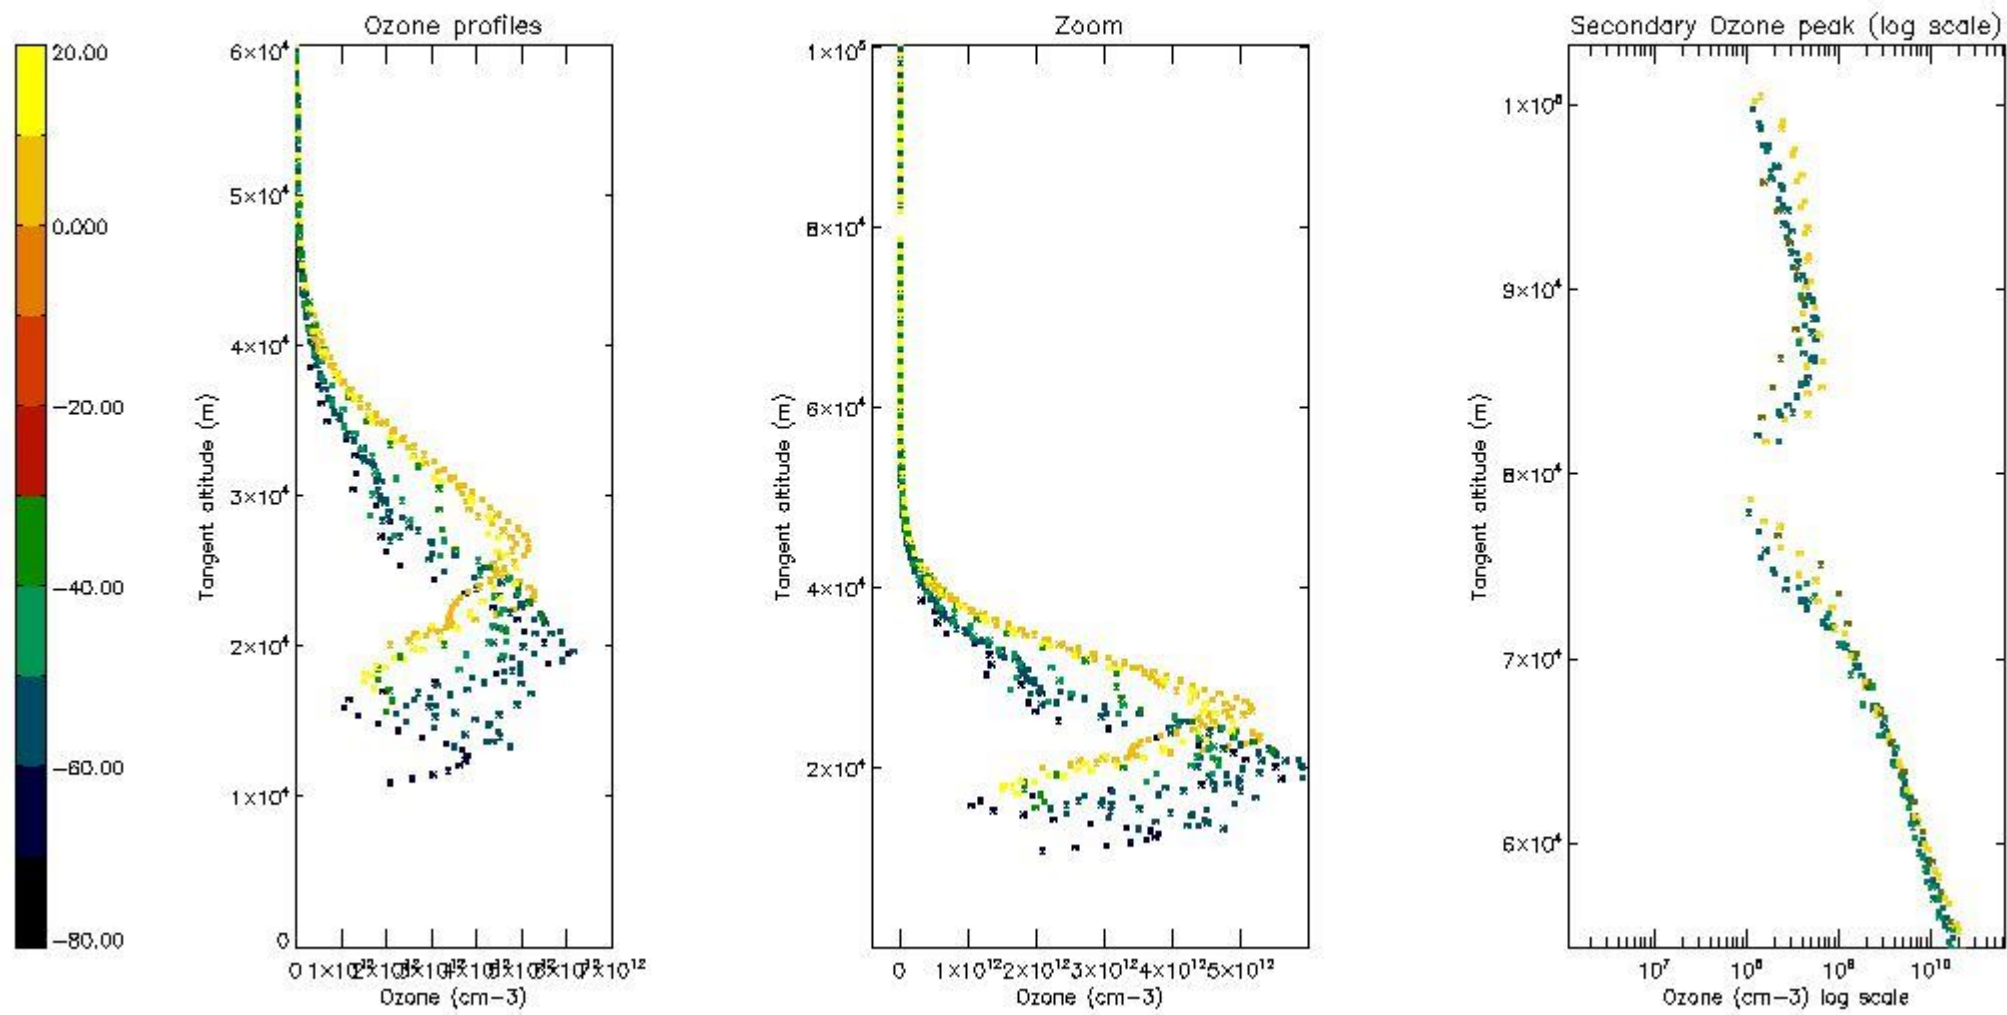 Ozone profiles
Zoom
Secondary Ozone peak (log scale)
20.00
0.000
−20.00
−40.00
−60.00
−80.00
6×10⁴
5×10⁴
4×10⁴
3×10⁴
2×10⁴
1×10⁴
0
Tangent altitude (m)
0
Ozone (cm−3)
1×10⁵
8×10⁴
6×10⁴
4×10⁴
2×10⁴
Tangent altitude (m)
0 1×10¹² 2×10¹² 3×10¹² 4×10¹² 5×10¹²
Ozone (cm−3)
9×10⁴
8×10⁴
7×10⁴
6×10⁴
Tangent altitude (m)
10⁷ 10¹⁰
Ozone (cm−3) log scale